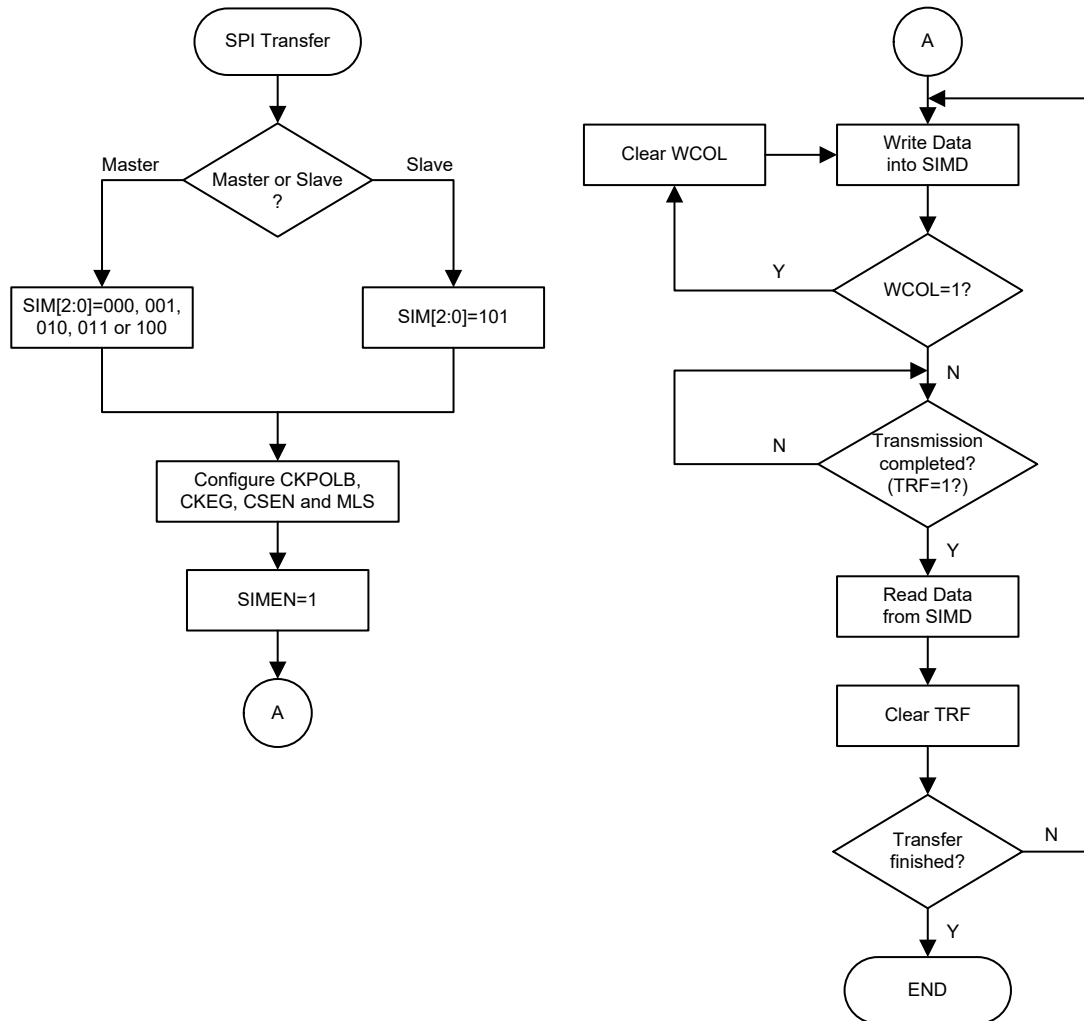 SPI Transfer
Master or Slave
?
Master
Slave
SIM[2:0]=000, 001,
010, 011 or 100
SIM[2:0]=101
Configure CKPOLB,
CKEG, CSEN and MLS
SIMEN=1
A
A
Write Data
into SIMD
Clear WCOL
WCOL=1?
Y
N
Transmission
completed?
(TRF=1?)
N
Y
Read Data
from SIMD
Clear TRF
Transfer
finished?
N
Y
END